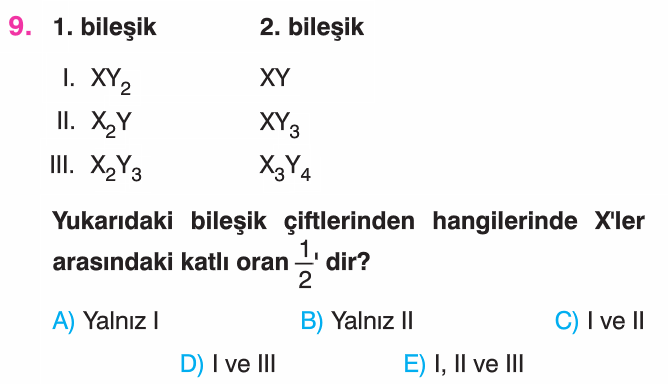 9. 1. bileşik 2. bileşik
I. XY₂ XY
II. X₂Y XY₃
III. X₂Y₃ X₃Y₄
Yukarıdaki bileşik çiftlerinden hangilerinde X'ler
arasındaki katlı oran 1/2' dir?
A) Yalnız I B) Yalnız II C) I ve II
D) I ve III E) I, II ve III